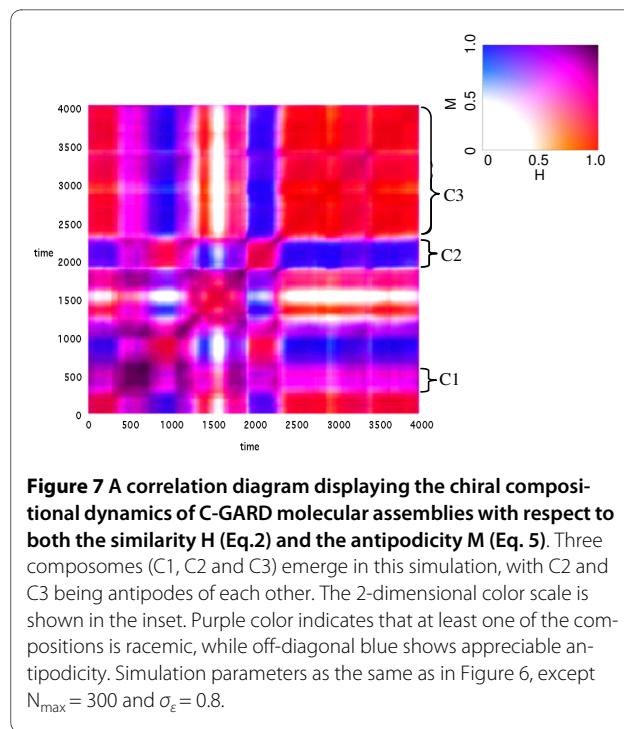 1.0
M
0.5
0
0
0.5
1.0
H
4000
3500
3000
2500
time
2000
1500
1000
500
0
C3
C2
C1
0
500
1000
1500
2000
2500
3000
3500
4000
time
Figure 7 A correlation diagram displaying the chiral composi-
tional dynamics of C-GARD molecular assemblies with respect to
both the similarity H (Eq.2) and the antipodicity M (Eq. 5). Three
composomes (C1, C2 and C3) emerge in this simulation, with C2 and
C3 being antipodes of each other. The 2-dimensional color scale is
shown in the inset. Purple color indicates that at least one of the com-
positions is racemic, while off-diagonal blue shows appreciable an-
tipodicity. Simulation parameters as the same as in Figure 6, except
Nmax = 300 and σε = 0.8.